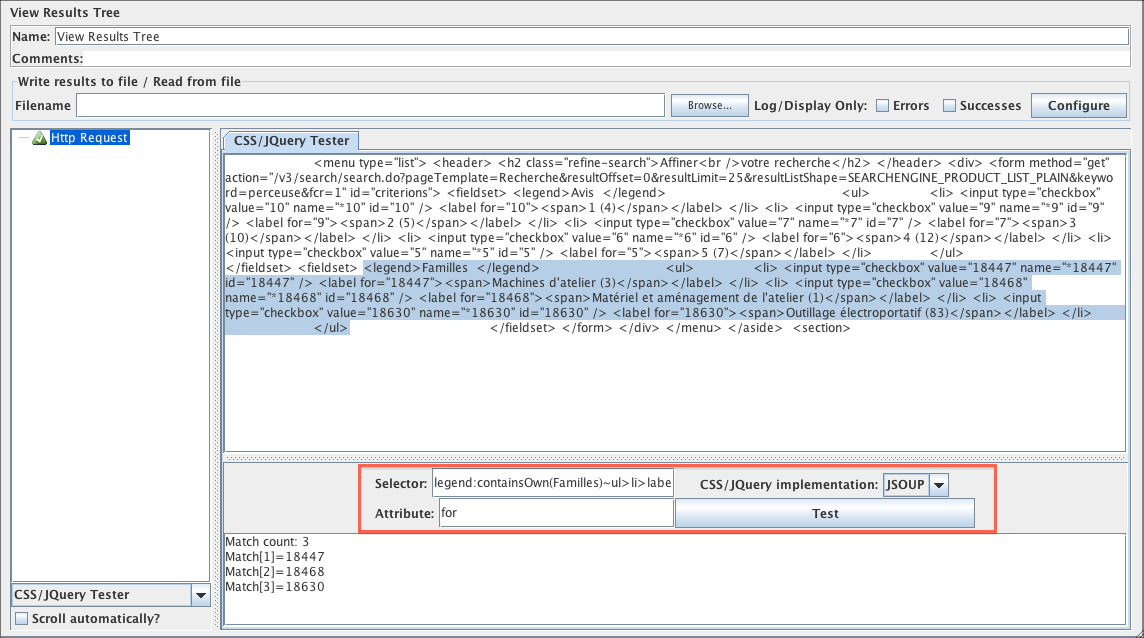 View Results Tree
Name: View Results Tree
Comments:
Write results to file / Read from file
Filename Browse... Log/Display Only: Errors Successes Configure
Http Request
CSS/JQuery Tester
<menu type="list"> <header> <h2 class="refine-search">Affiner<br />votre recherche</h2> </header> <div> <form method="get"
action="/v3/search/search.do?pageTemplate=Recherche&resultOffset=0&resultLimit=25&resultListShape=SEARCHENGINE_PRODUCT_LIST_PLAIN&keywo
rd=perceuse&fcr=1" id="criterions"> <fieldset> <legend>Avis </legend> <ul> <li> <input type="checkbox"
value="10" name="*10" id="10" /> <label for="10"><span>1 (4)</span></label> </li> <li> <input type="checkbox" value="9" name="*9" id="9"
/> <label for="9"><span>2 (5)</span></label> </li> <li> <input type="checkbox" value="7" name="*7" id="7" /> <label for="7"><span>3
(10)</span></label> </li> <li> <input type="checkbox" value="6" name="*6" id="6" /> <label for="6"><span>4 (12)</span></label> </li> <li>
<input type="checkbox" value="5" name="*5" id="5" /> <label for="5"><span>5 (7)</span></label> </li> </ul>
</fieldset> <fieldset> <legend>Familles </legend> <ul> <li> <input type="checkbox" value="18447" name="*18447"
id="18447" /> <label for="18447"><span>Machines d'atelier (3)</span></label> </li> <li> <input type="checkbox" value="18468"
name="*18468" id="18468" /> <label for="18468"><span>Matériel et aménagement de l'atelier (1)</span></label> </li> <li> <input
type="checkbox" value="18630" name="*18630" id="18630" /> <label for="18630"><span>Outillage électroportatif (83)</span></label> </li>
</ul> </fieldset> </form> </div> </menu> </aside> <section>
Selector: legend:containsOwn(Familles)~ul>li>labe CSS/JQuery implementation: JSOUP
Attribute: for Test
Match count: 3
Match[1]=18447
Match[2]=18468
Match[3]=18630
CSS/JQuery Tester
Scroll automatically?